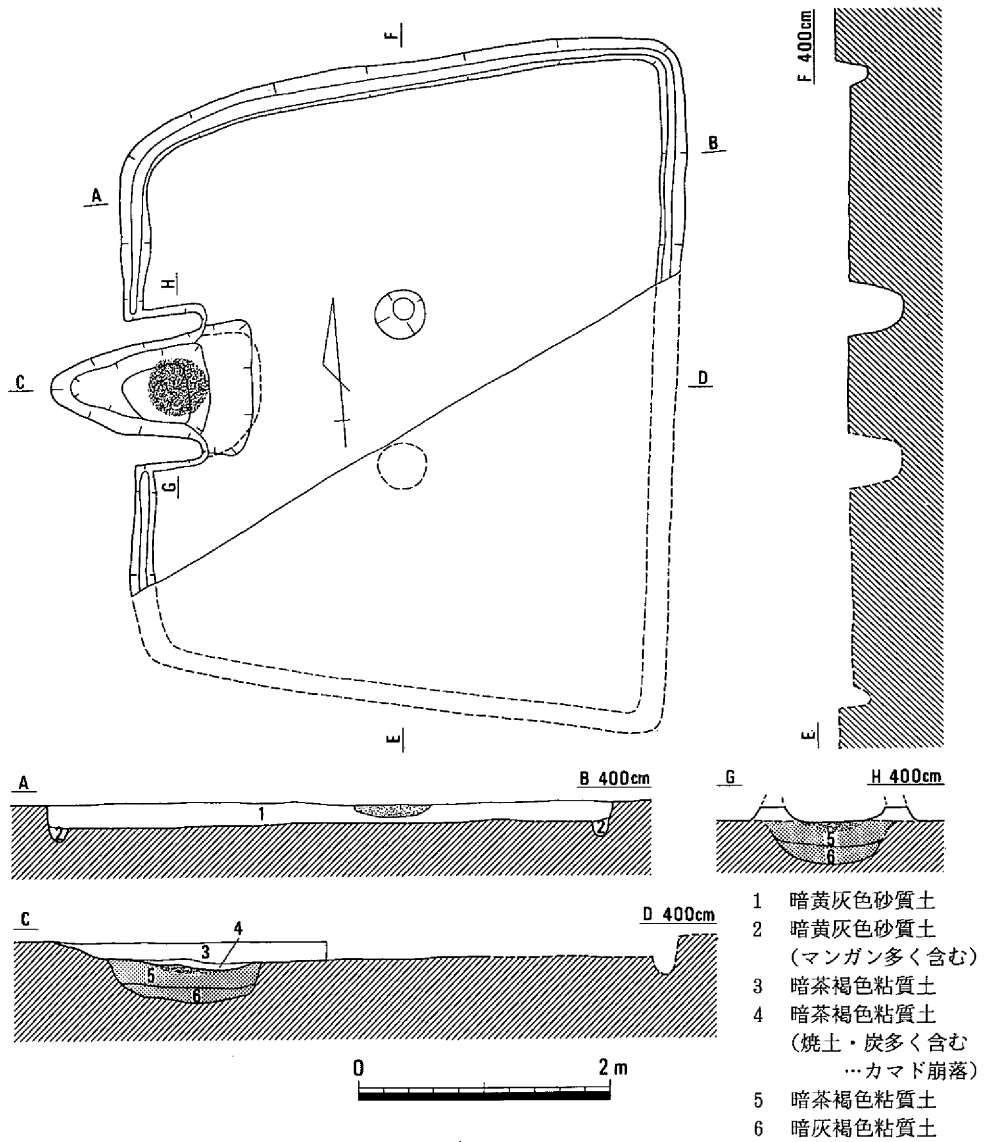 F
F 400cm
A
B
H
C
D
G
E
E
A
B 400cm
G
H 400cm
1
2
2
5
6
C
D 400cm
4
3
5
6
0
2 m
1 暗黄灰色砂質土
2 暗黄灰色砂質土
(マンガン多く含む)
3 暗茶褐色粘質土
4 暗茶褐色粘質土
(焼土・炭多く含む
…カマド崩落)
5 暗茶褐色粘質土
6 暗灰褐色粘質土